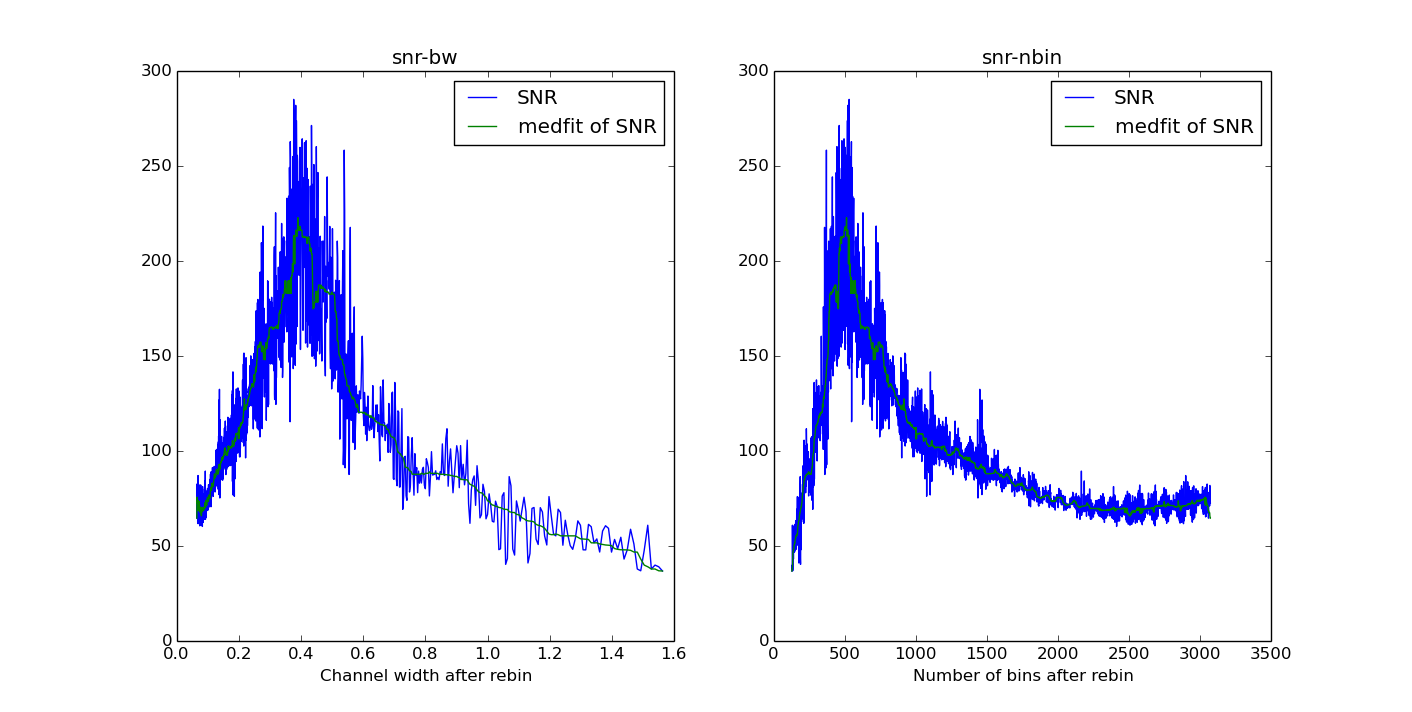 snr-bw
300
250
200
150
100
50
0
SNR
medfit of SNR
0.0 0.2 0.4 0.6 0.8 1.0 1.2 1.4 1.6
Channel width after rebin
snr-nbin
300
250
200
150
100
50
0
SNR
medfit of SNR
0 500 1000 1500 2000 2500 3000 3500
Number of bins after rebin